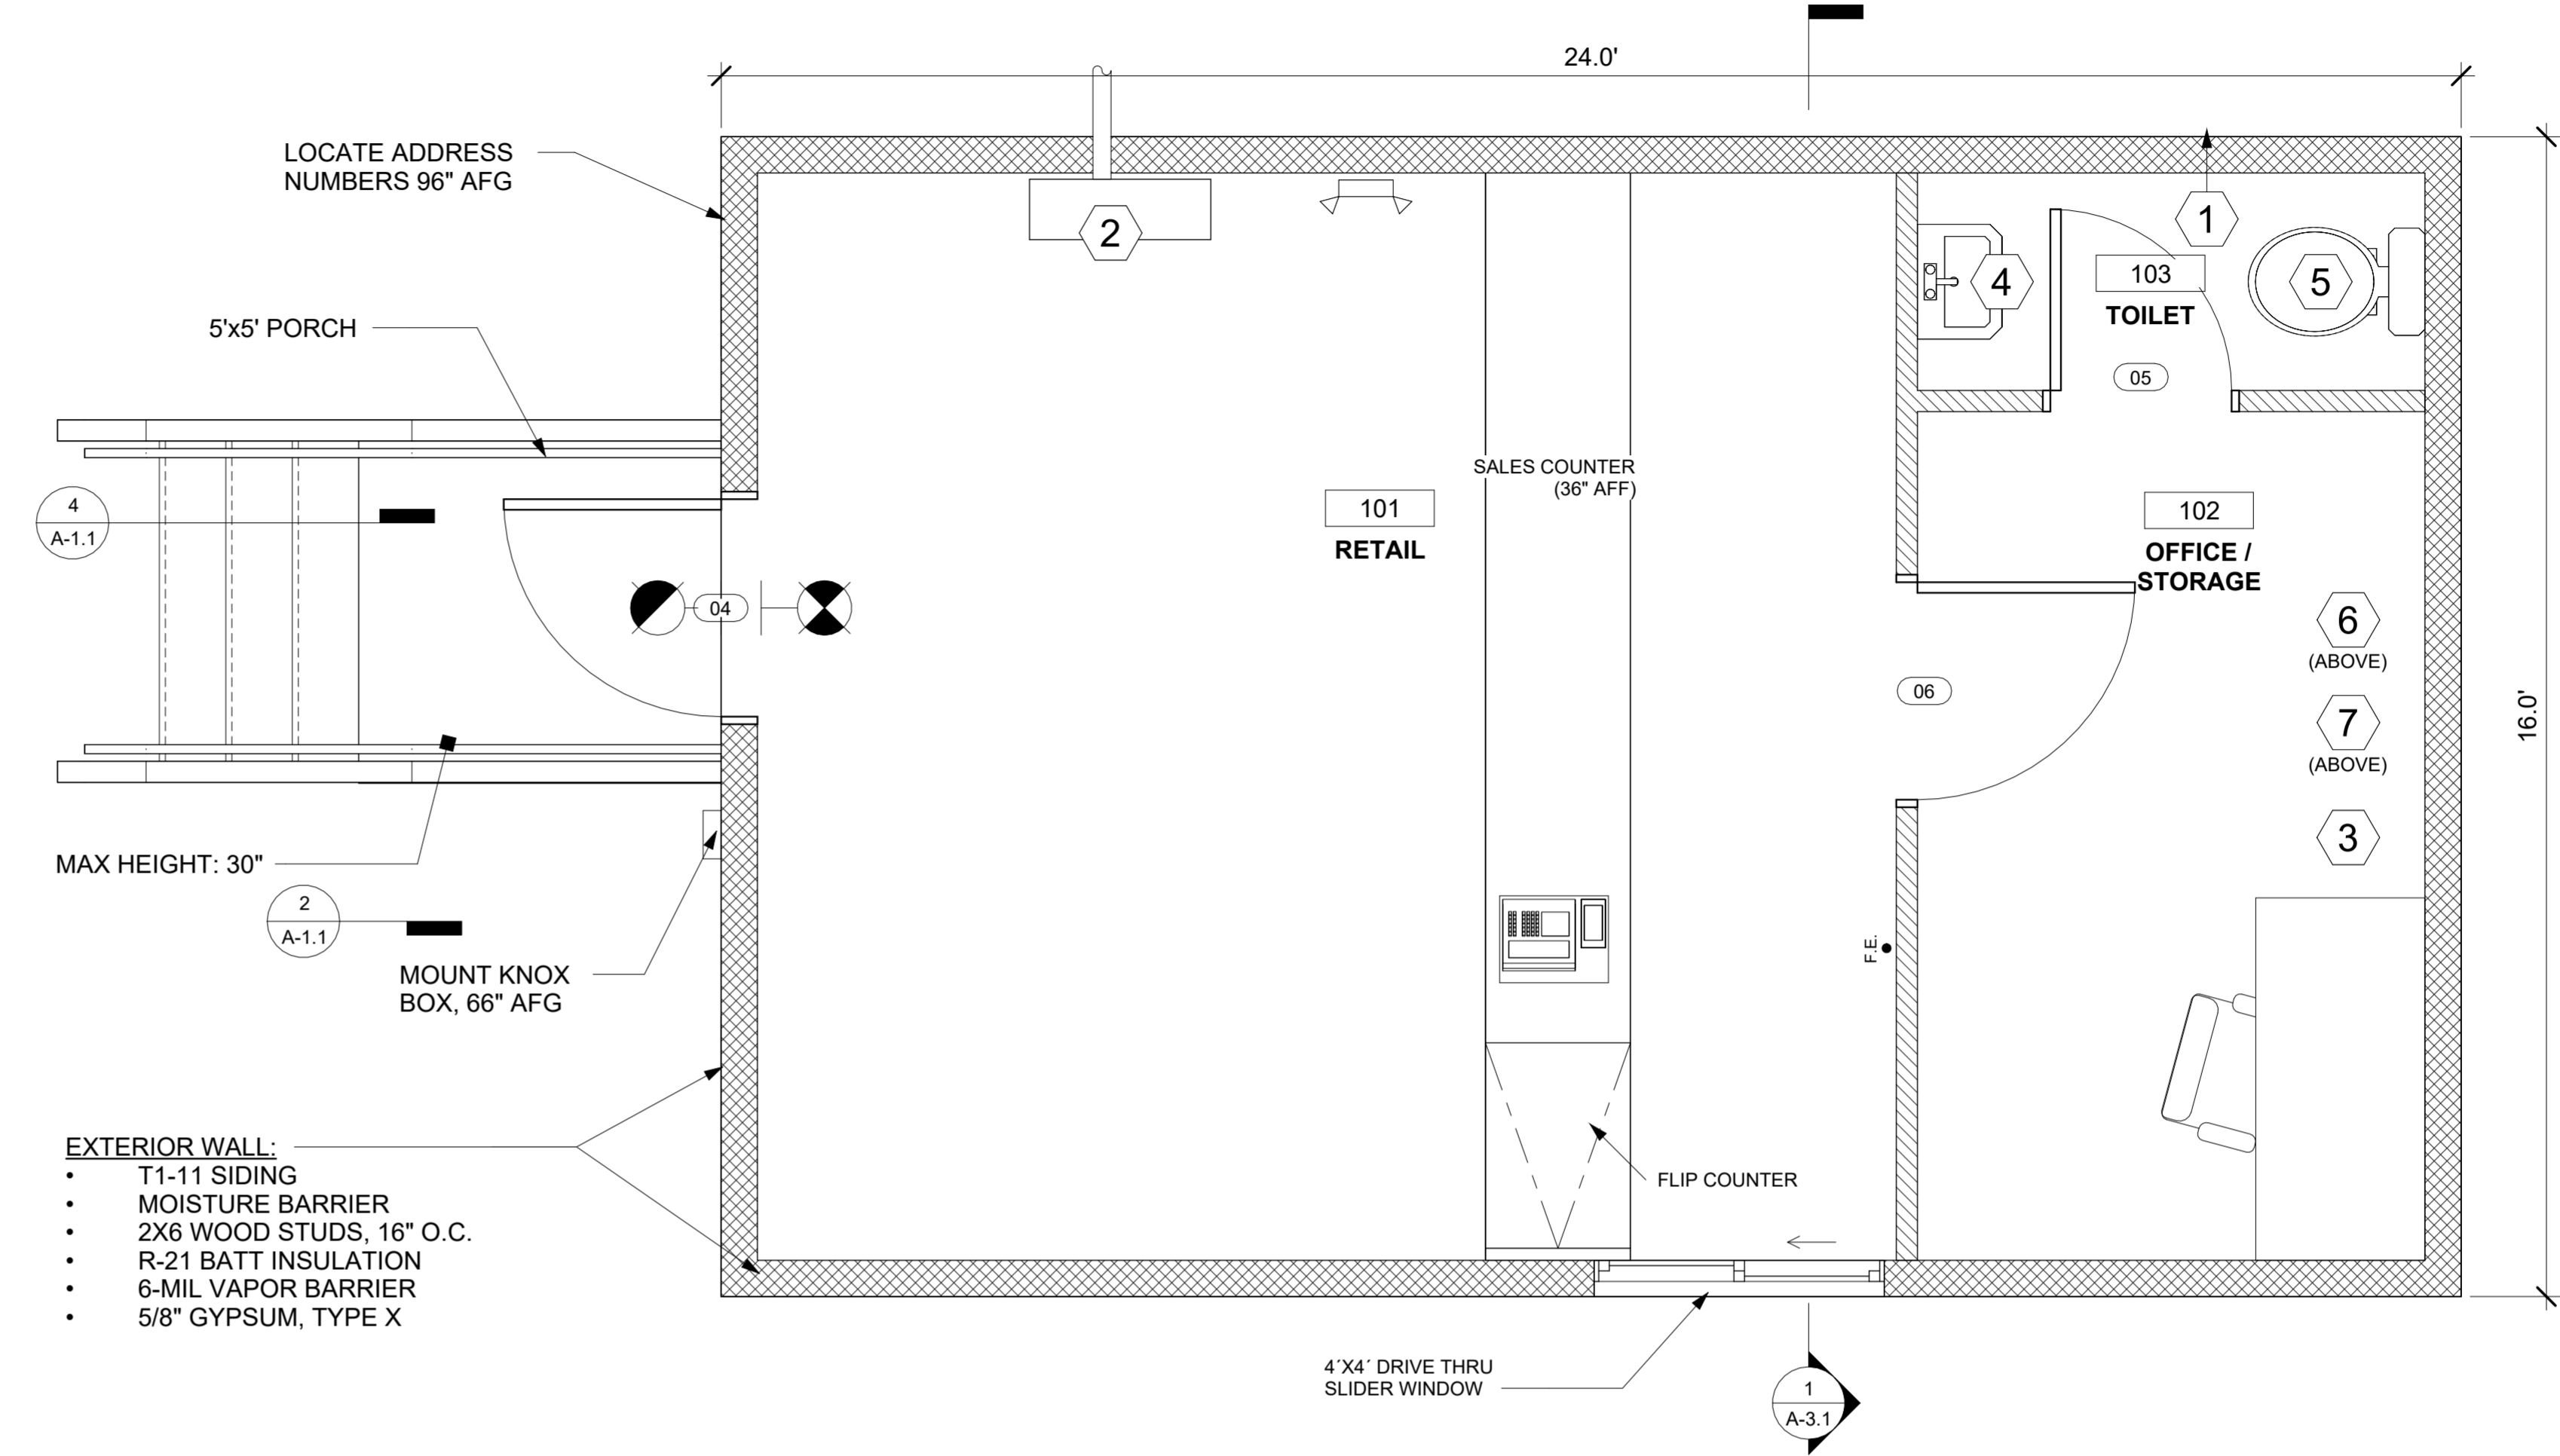 24.0'
LOCATE ADDRESS
NUMBERS 96" AFG
2
1
4
103
5
TOILET
5'x5' PORCH
05
SALES COUNTER
(36" AFF)
4
A-1.1
101
RETAIL
102
OFFICE /
STORAGE
04
6
(ABOVE)
06
7
(ABOVE)
16.0'
3
MAX HEIGHT: 30"
2
A-1.1
F.E.
MOUNT KNOX
BOX, 66" AFG
EXTERIOR WALL:
• T1-11 SIDING
• MOISTURE BARRIER
• 2X6 WOOD STUDS, 16" O.C.
• R-21 BATT INSULATION
• 6-MIL VAPOR BARRIER
• 5/8" GYPSUM, TYPE X
FLIP COUNTER
4´X4´ DRIVE THRU
SLIDER WINDOW
1
A-3.1